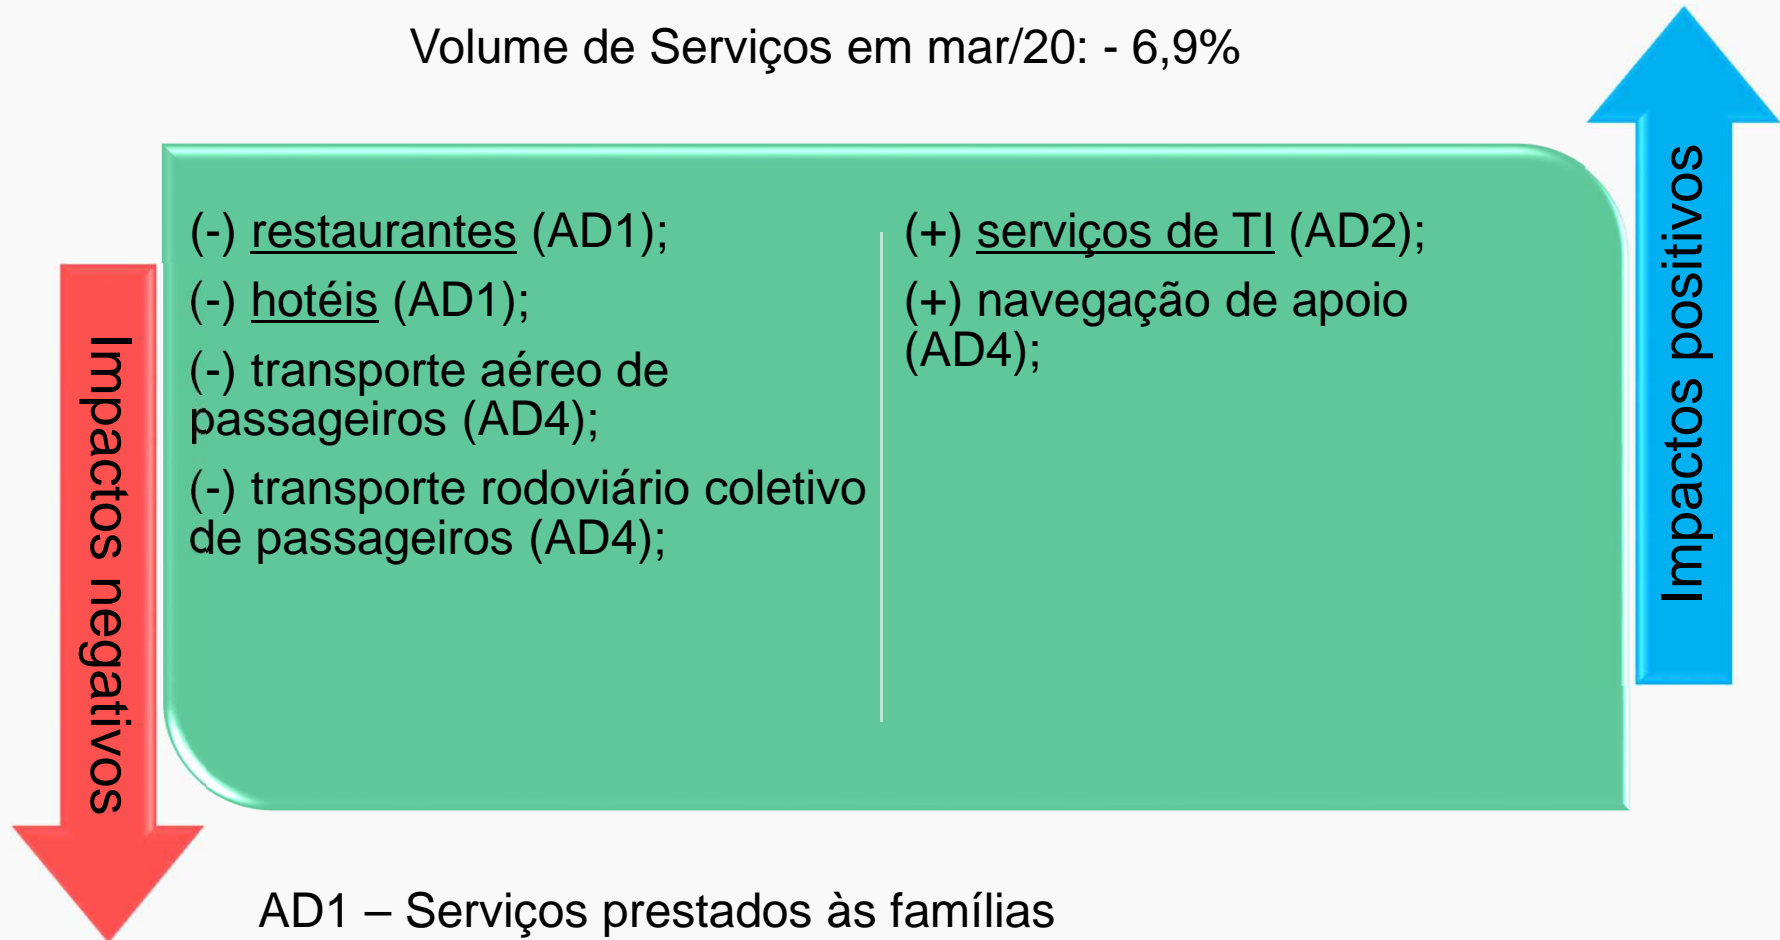 Volume de Serviços em mar/20: - 6,9%
Impactos negativos
(-) restaurantes (AD1);
(-) hotéis (AD1);
(-) transporte aéreo de
passageiros (AD4);
(-) transporte rodoviário coletivo
de passageiros (AD4);
(+) serviços de TI (AD2);
(+) navegação de apoio
(AD4);
Impactos positivos
AD1 – Serviços prestados às famílias